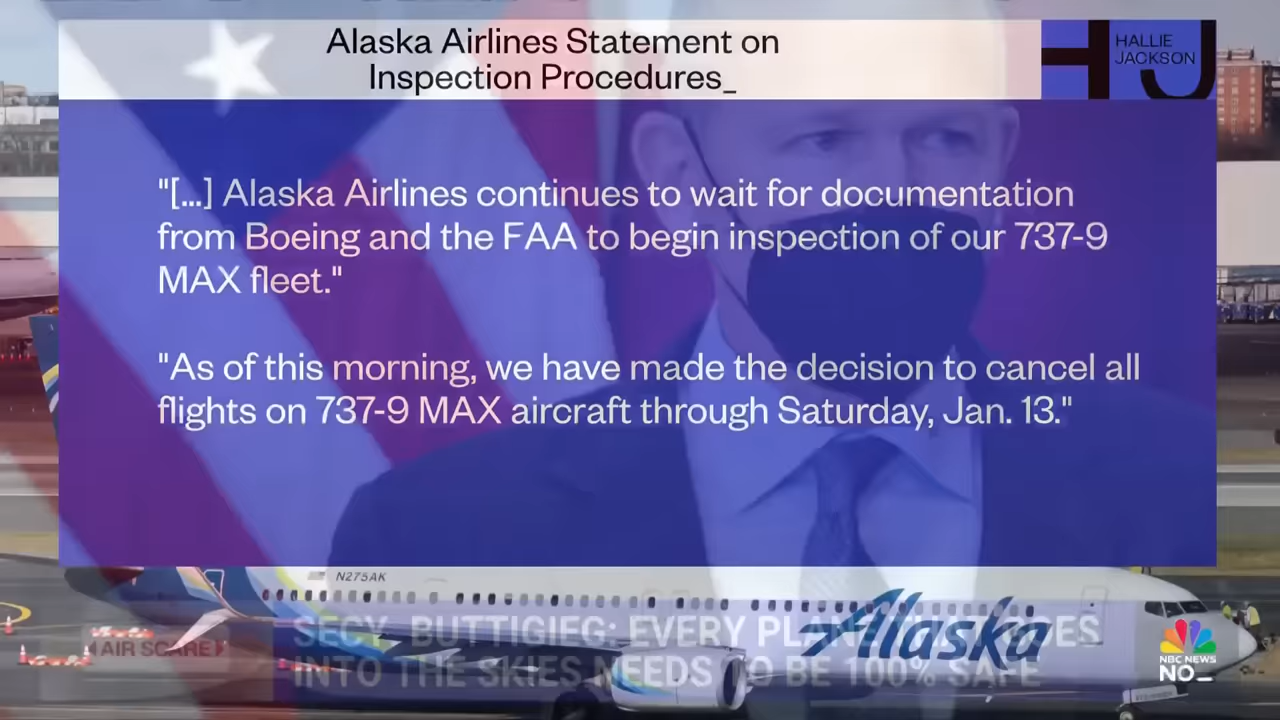 Alaska Airlines Statement on
Inspection Procedures_
HALLIE
JACKSON
HJ
"[...] Alaska Airlines continues to wait for documentation
from Boeing and the FAA to begin inspection of our 737-9
MAX fleet."
"As of this morning, we have made the decision to cancel all
flights on 737-9 MAX aircraft through Saturday, Jan. 13."
N275AK
Alaska
AIR SCARE
SECY. BUTTIGIEG: EVERY PLANE GOES
INTO THE SKIES NEEDS TO BE 100% SAFE
NBC NEWS
NO_